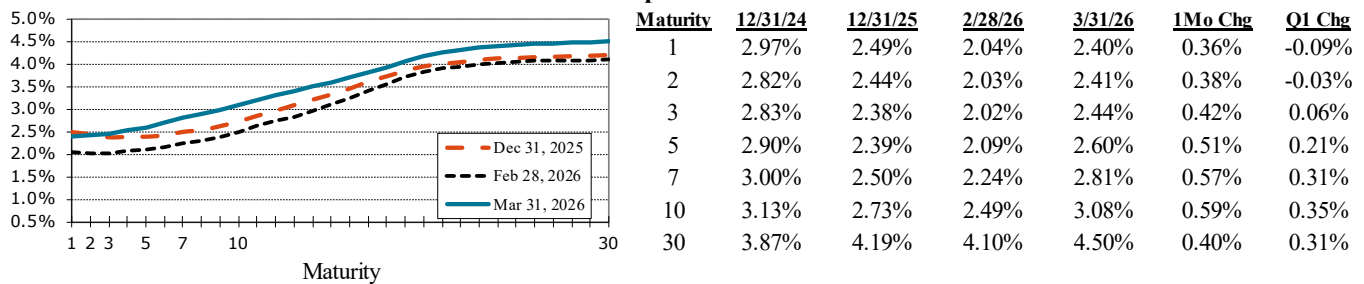 5.0%
4.5%
4.0%
3.5%
3.0%
2.5%
2.0%
1.5%
1.0%
0.5%
Dec 31, 2025
Feb 28, 2026
Mar 31, 2026
1 2 3 5 7 10 30
Maturity
Maturity 12/31/24 12/31/25 2/28/26 3/31/26 1Mo Chg Q1 Chg
1 2.97% 2.49% 2.04% 2.40% 0.36% -0.09%
2 2.82% 2.44% 2.03% 2.41% 0.38% -0.03%
3 2.83% 2.38% 2.02% 2.44% 0.42% 0.06%
5 2.90% 2.39% 2.09% 2.60% 0.51% 0.21%
7 3.00% 2.50% 2.24% 2.81% 0.57% 0.31%
10 3.13% 2.73% 2.49% 3.08% 0.59% 0.35%
30 3.87% 4.19% 4.10% 4.50% 0.40% 0.31%